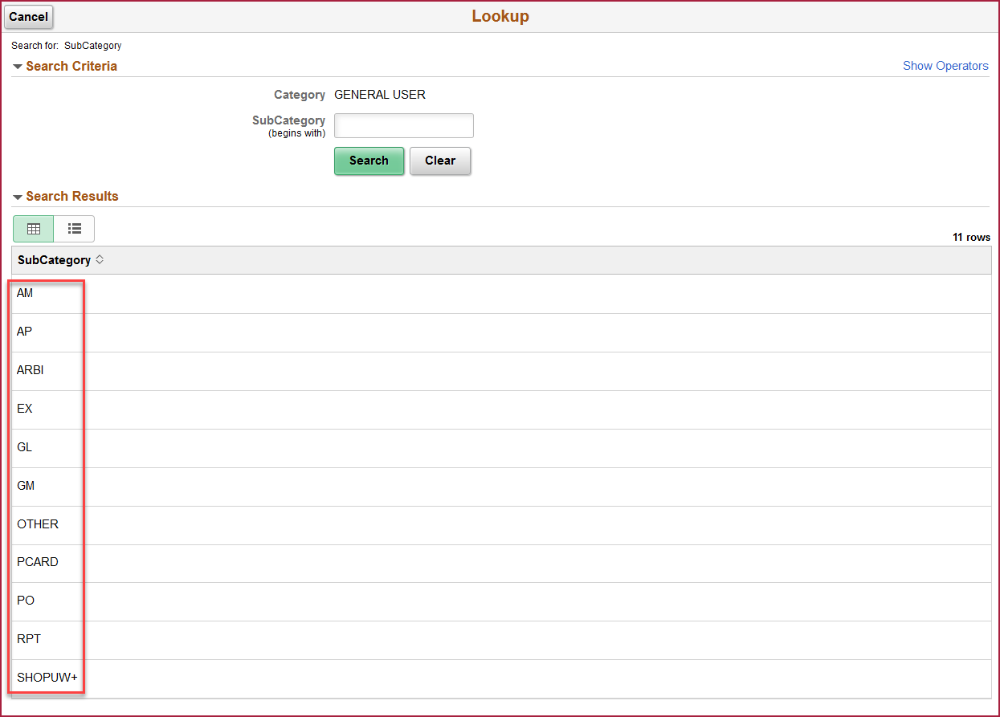 Cancel
Lookup
Search for: SubCategory
Search Criteria
Show Operators
Category GENERAL USER
SubCategory
(begins with)
Search Clear
Search Results
11 rows
SubCategory
AM
AP
ARBI
EX
GL
GM
OTHER
PCARD
PO
RPT
SHOPUW+